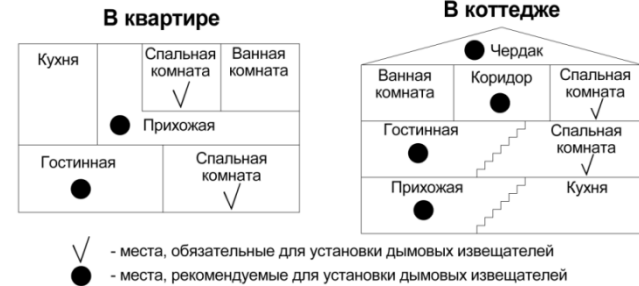 В квартире
Кухня
Спальная
комната
Ванная
комната
Прихожая
Гостинная
Спальная
комната
В коттедже
Чердак
Ванная
комната
Коридор
Спальная
комната
Гостинная
Спальная
комната
Прихожая
Кухня
- места, обязательные для установки дымовых извещателей
- места, рекомендуемые для установки дымовых извещателей